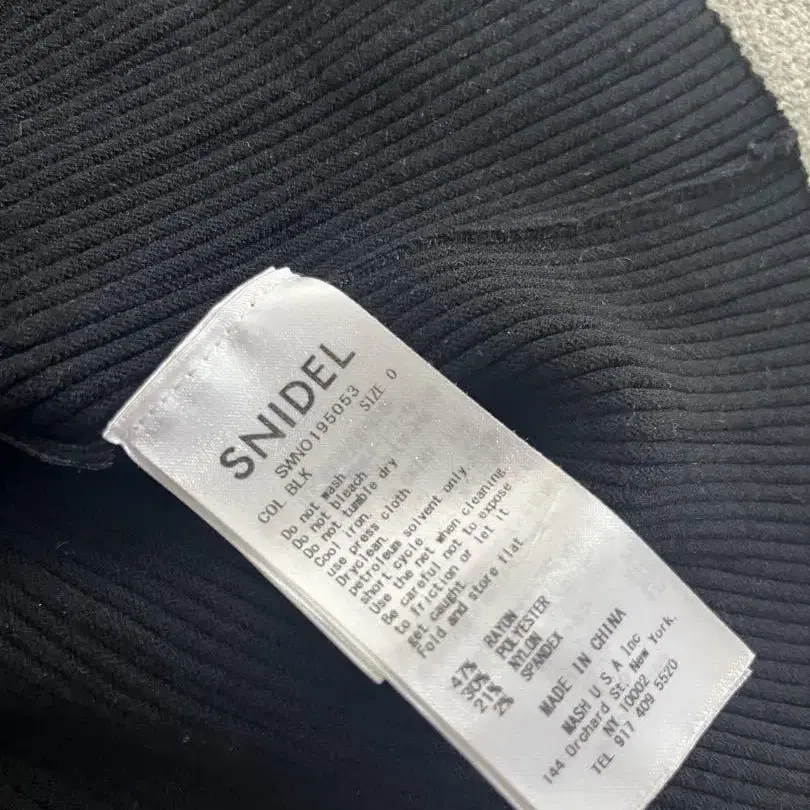 SNIDEL
SWNO195053
COL BLK SIZE 0
Do not wash
Do not bleach
Do not tumble dry
Cool iron.
use press cloth
Dryclean.
petroleum solvent only
short cycle
Use the net when cleaning.
Be careful not to expose
to friction or let it
get caught.
Fold and store flat
47% RAYON
30% POLYESTER
21% NYLON
2% SPANDEX
MADE IN CHINA
MASH U S A Inc
144 Orchard St. New York.
NY 10002
TEL 917 409 5520